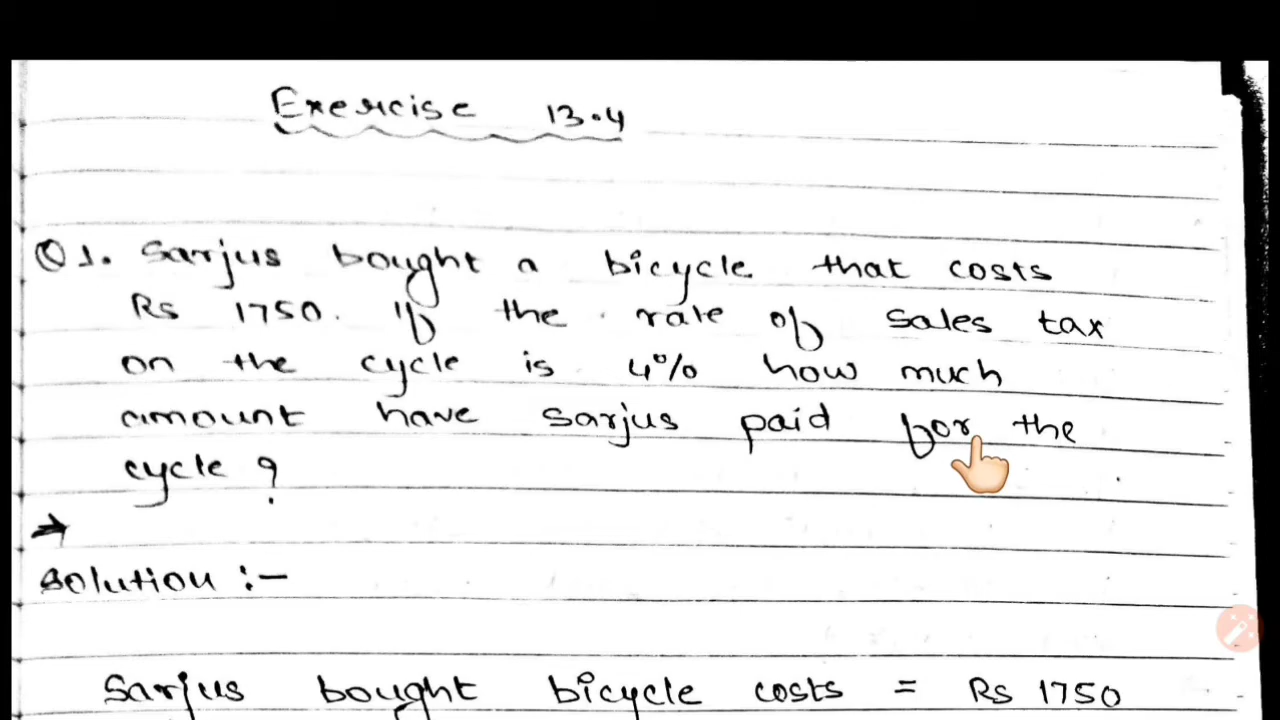 Exercise 13.4
Q1. Sarjus bought a bicycle that costs
Rs 1750. If the rate of sales tax
on the cycle is 4% how much
amount have Sarjus paid for the
cycle ?
→
Solution :-
Sarjus bought bicycle costs = Rs 1750